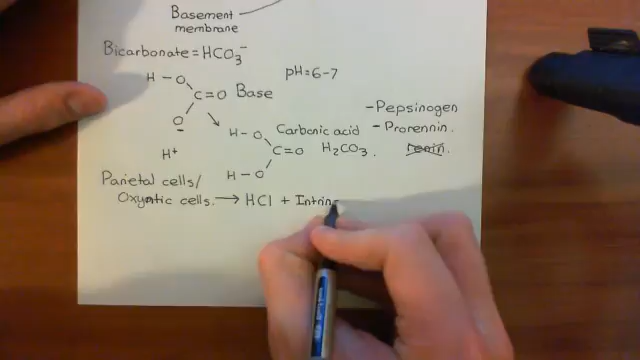 Basement
membrane
Bicarbonate = HCO₃⁻
pH=6-7
H-O
C=O Base
O
H⁺
- Pepsinogen
- Prorennin.
renin.
H-O Carbonic acid
C=O H₂CO₃.
H-O
Parietal cells/
Oxyntic cells. → HCl + Intrin